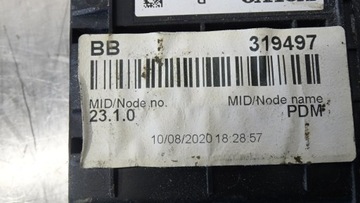 BB 319497
MID/Node no. MID/Node name
23.1.0 PDM
10/08/2020 18:28:57